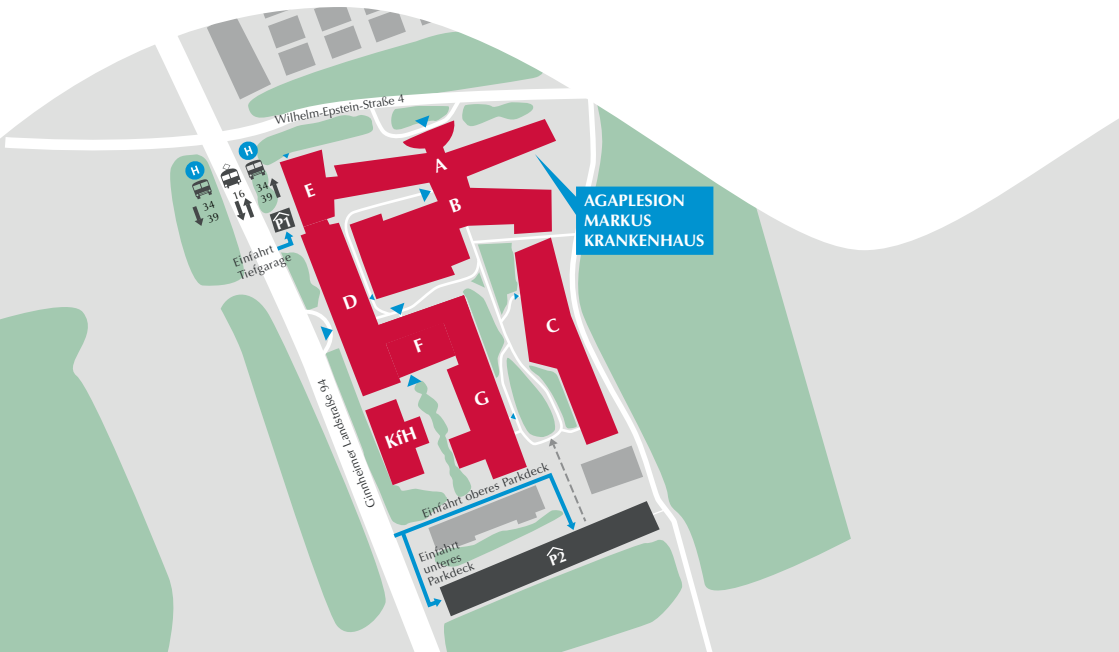 Wilhelm-Epstein-Straße 4
H
H
34
39
16
34
39
P1
Einfahrt
Tiefgarage
A
B
E
D
C
F
G
KfH
AGAPLESION
MARKUS
KRANKENHAUS
Ginnheimer Landstraße 94
Einfahrt oberes Parkdeck
Einfahrt
unteres
Parkdeck
P2